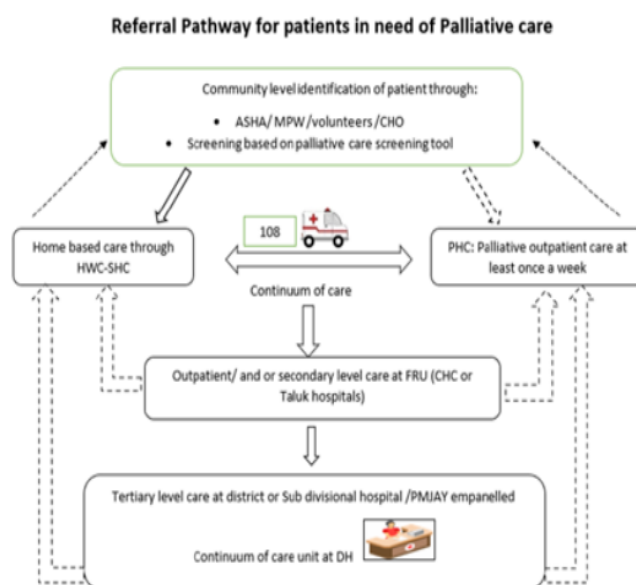 Referral Pathway for patients in need of Palliative care
Community level identification of patient through:
• ASHA/ MPW/volunteers /CHO
• Screening based on palliative care screening tool
108
Home based care through
HWC-SHC
PHC: Palliative outpatient care at
least once a week
Continuum of care
Outpatient/ and or secondary level care at FRU (CHC or
Taluk hospitals)
Tertiary level care at district or Sub divisional hospital /PMJAY empanelled
Continuum of care unit at DH